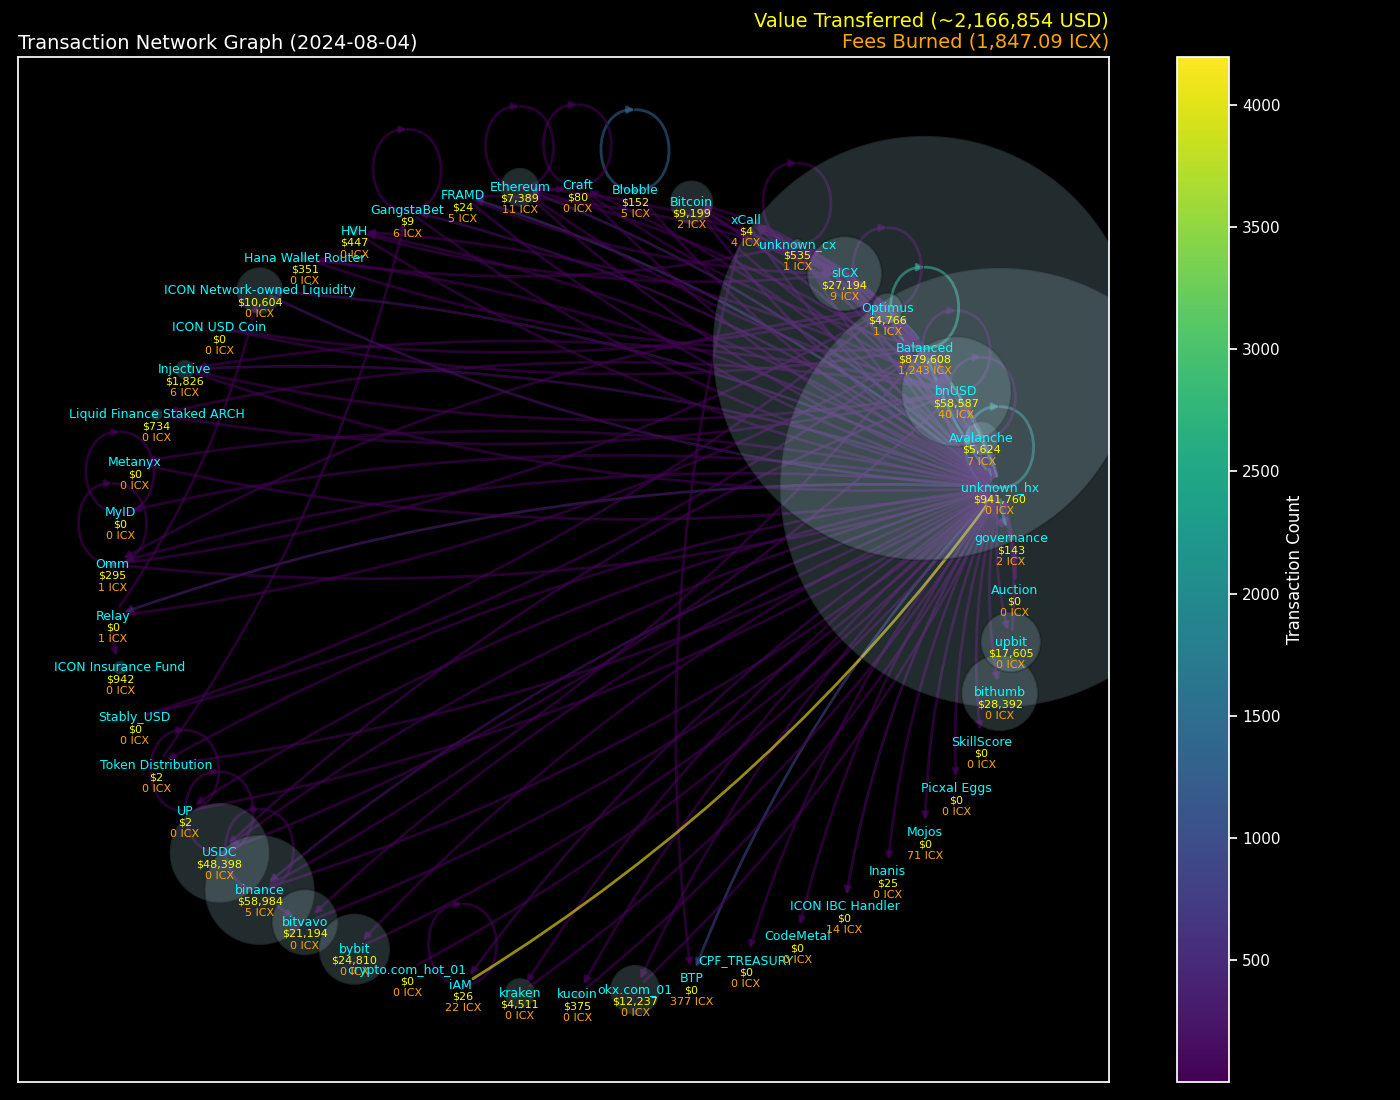 Value Transferred (~2,166,854 USD)
Transaction Network Graph (2024-08-04)
Fees Burned (1,847.09 ICX)
Ethereum
$7,389
11 ICX
Craft
$80
0 ICX
Blobble
$152
5 ICX
Bitcoin
$9,199
2 ICX
FRAMD
$24
5 ICX
GangstaBet
$9
6 ICX
xCall
$4
4 ICX
HVH
$447
0 ICX
unknown_cx
$535
1 ICX
Hana Wallet Router
$351
0 ICX
sICX
$27,194
9 ICX
ICON Network-owned Liquidity
$10,604
0 ICX
Optimus
$4,766
1 ICX
ICON USD Coin
$0
0 ICX
Balanced
$879,608
1,243 ICX
Injective
$1,826
6 ICX
bnUSD
$58,587
40 ICX
Liquid Finance Staked ARCH
$734
0 ICX
Avalanche
$5,624
7 ICX
Metanyx
$0
0 ICX
unknown_hx
$941,760
0 ICX
MyID
$0
0 ICX
governance
$143
2 ICX
Omm
$295
1 ICX
Auction
$0
0 ICX
Relay
$0
1 ICX
upbit
$17,605
0 ICX
ICON Insurance Fund
$942
0 ICX
bithumb
$28,392
0 ICX
Stably_USD
$0
0 ICX
SkillScore
$0
0 ICX
Token Distribution
$2
0 ICX
Picxal Eggs
$0
0 ICX
UP
$2
0 ICX
Mojos
$0
71 ICX
USDC
$48,398
0 ICX
Inanis
$25
0 ICX
binance
$58,984
5 ICX
ICON IBC Handler
$0
14 ICX
bitvavo
$21,194
0 ICX
CodeMetal
$0
0 ICX
bybit
$24,810
0 ICX
CPF_TREASURY
$0
0 ICX
crypto.com_hot_01
$0
0 ICX
BTP
$0
377 ICX
iAM
$26
22 ICX
okx.com_01
$12,237
0 ICX
kraken
$4,511
0 ICX
kucoin
$375
0 ICX
4000
3500
3000
2500
2000
1500
1000
500
Transaction Count